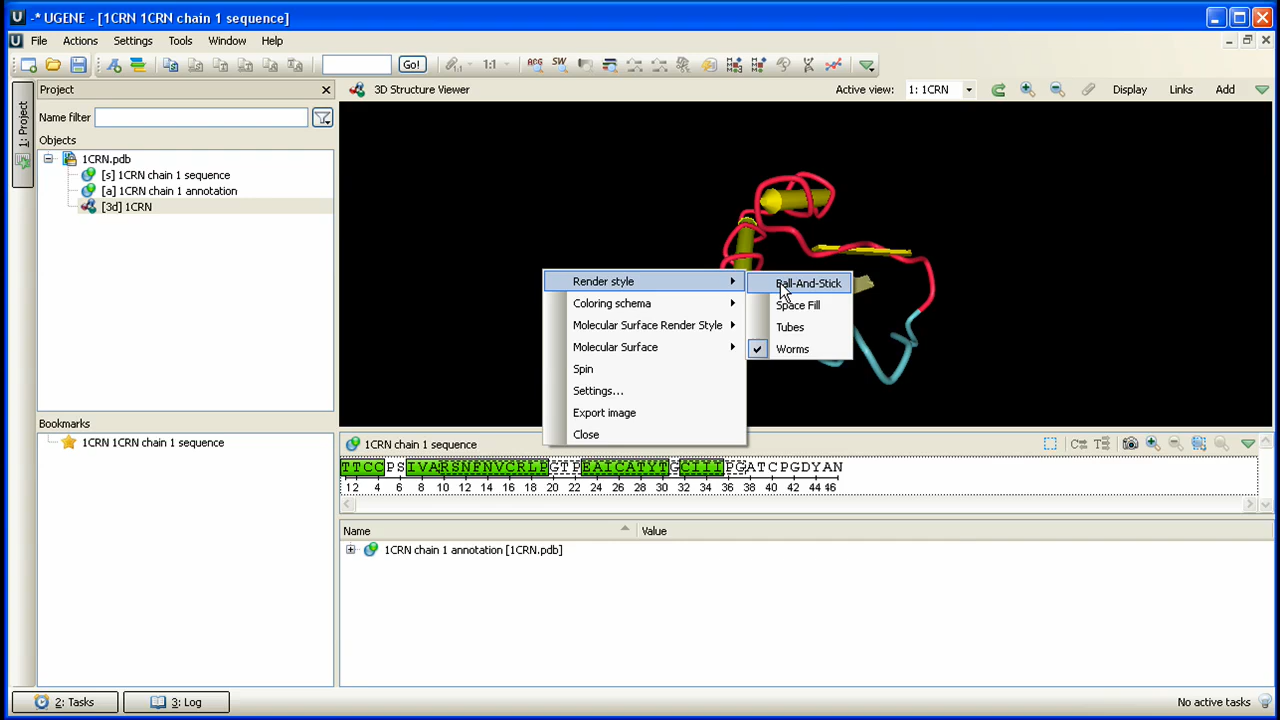 -* UGENE - [1CRN 1CRN chain 1 sequence]
File Actions Settings Tools Window Help
Go! 1:1 ACG SW
1: Project
Project
3D Structure Viewer
Active view: 1: 1CRN
Display Links Add
Name filter
Objects
1CRN.pdb
[s] 1CRN chain 1 sequence
[a] 1CRN chain 1 annotation
[3d] 1CRN
Render style
Coloring schema
Molecular Surface Render Style
Molecular Surface
Spin
Settings...
Export image
Close
Ball-And-Stick
Space Fill
Tubes
Worms
Bookmarks
1CRN 1CRN chain 1 sequence
1CRN chain 1 sequence
TTCCPSIVARSNFNVCRLPGTPEAICATYTGCIIIPGATCPGDYAN
1 2 4 6 8 10 12 14 16 18 20 22 24 26 28 30 32 34 36 38 40 42 44 46
Name Value
1CRN chain 1 annotation [1CRN.pdb]
2: Tasks 3: Log No active tasks